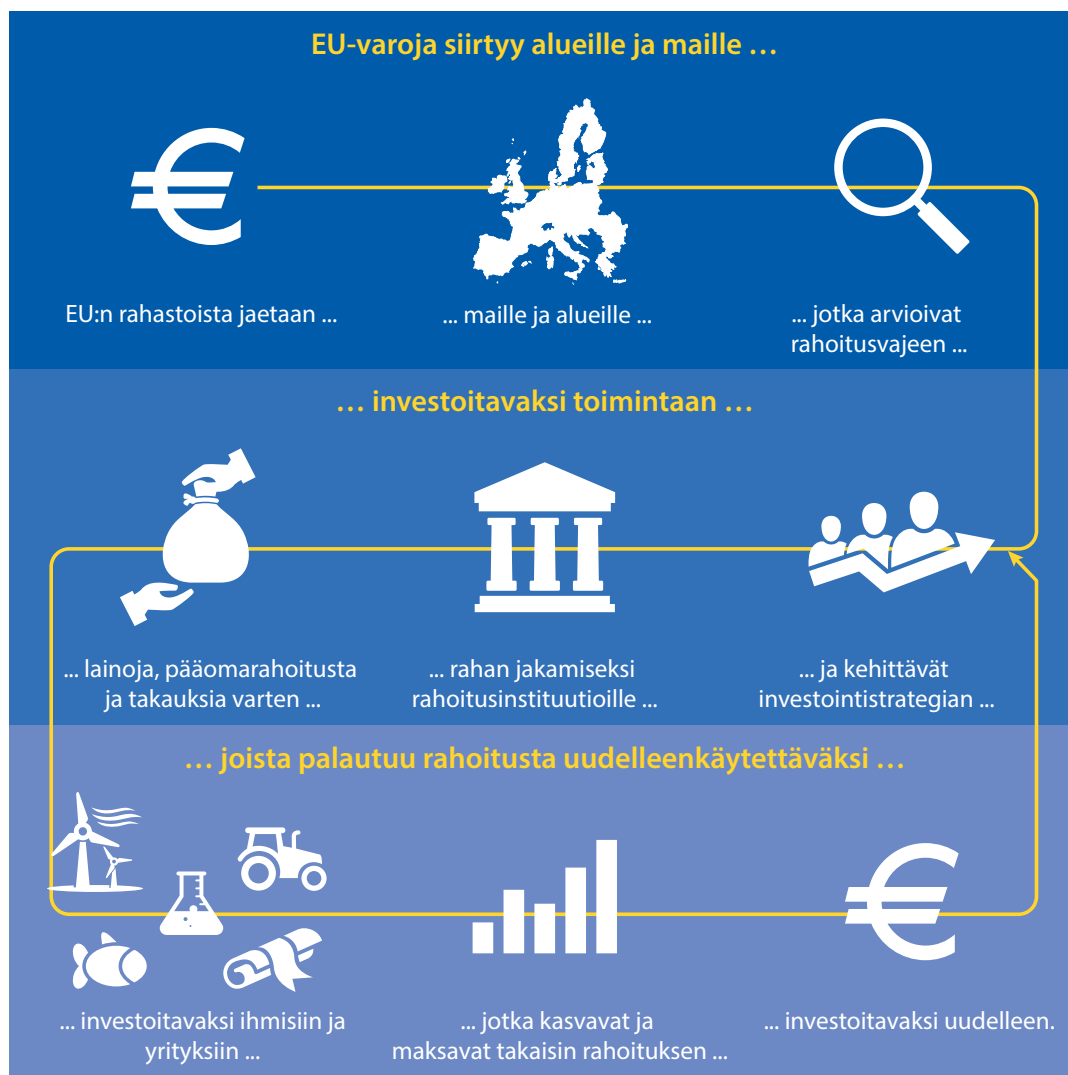 EU-varoja siirtyy alueille ja maille …
EU:n rahastoista jaetaan ...
... maille ja alueille ...
... jotka arvioivat
rahoitusvajeen ...
… investoitavaksi toimintaan …
... lainoja, pääomarahoitusta
ja takauksia varten ...
... rahan jakamiseksi
rahoitusinstituutioille ...
... ja kehittävät
investointistrategian ...
… joista palautuu rahoitusta uudelleenkäytettäväksi …
... investoitavaksi ihmisiin ja
yrityksiin ...
... jotka kasvavat ja
maksavat takaisin rahoituksen ...
... investoitavaksi uudelleen.